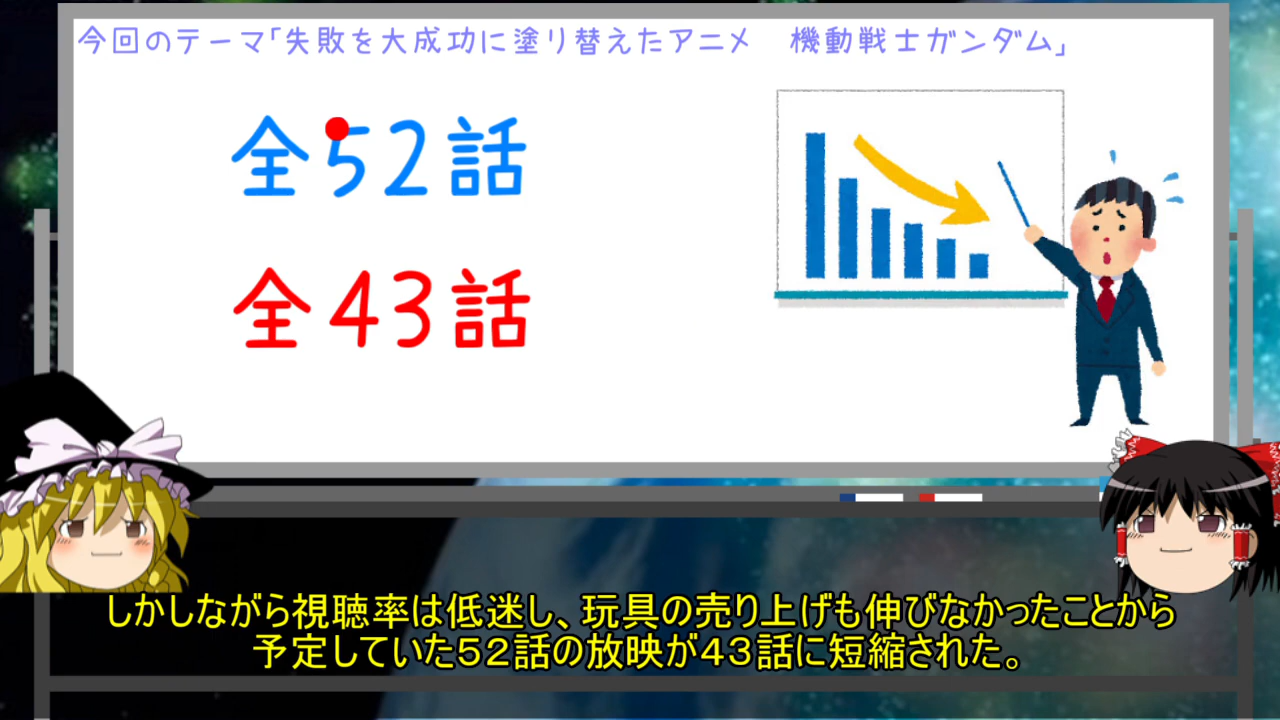 今回のテーマ「失敗を大成功に塗り替えたアニメ　機動戦士ガンダム」
全52話
全43話
しかしながら視聴率は低迷し、玩具の売り上げも伸びなかったことから
予定していた５２話の放映が４３話に短縮された。